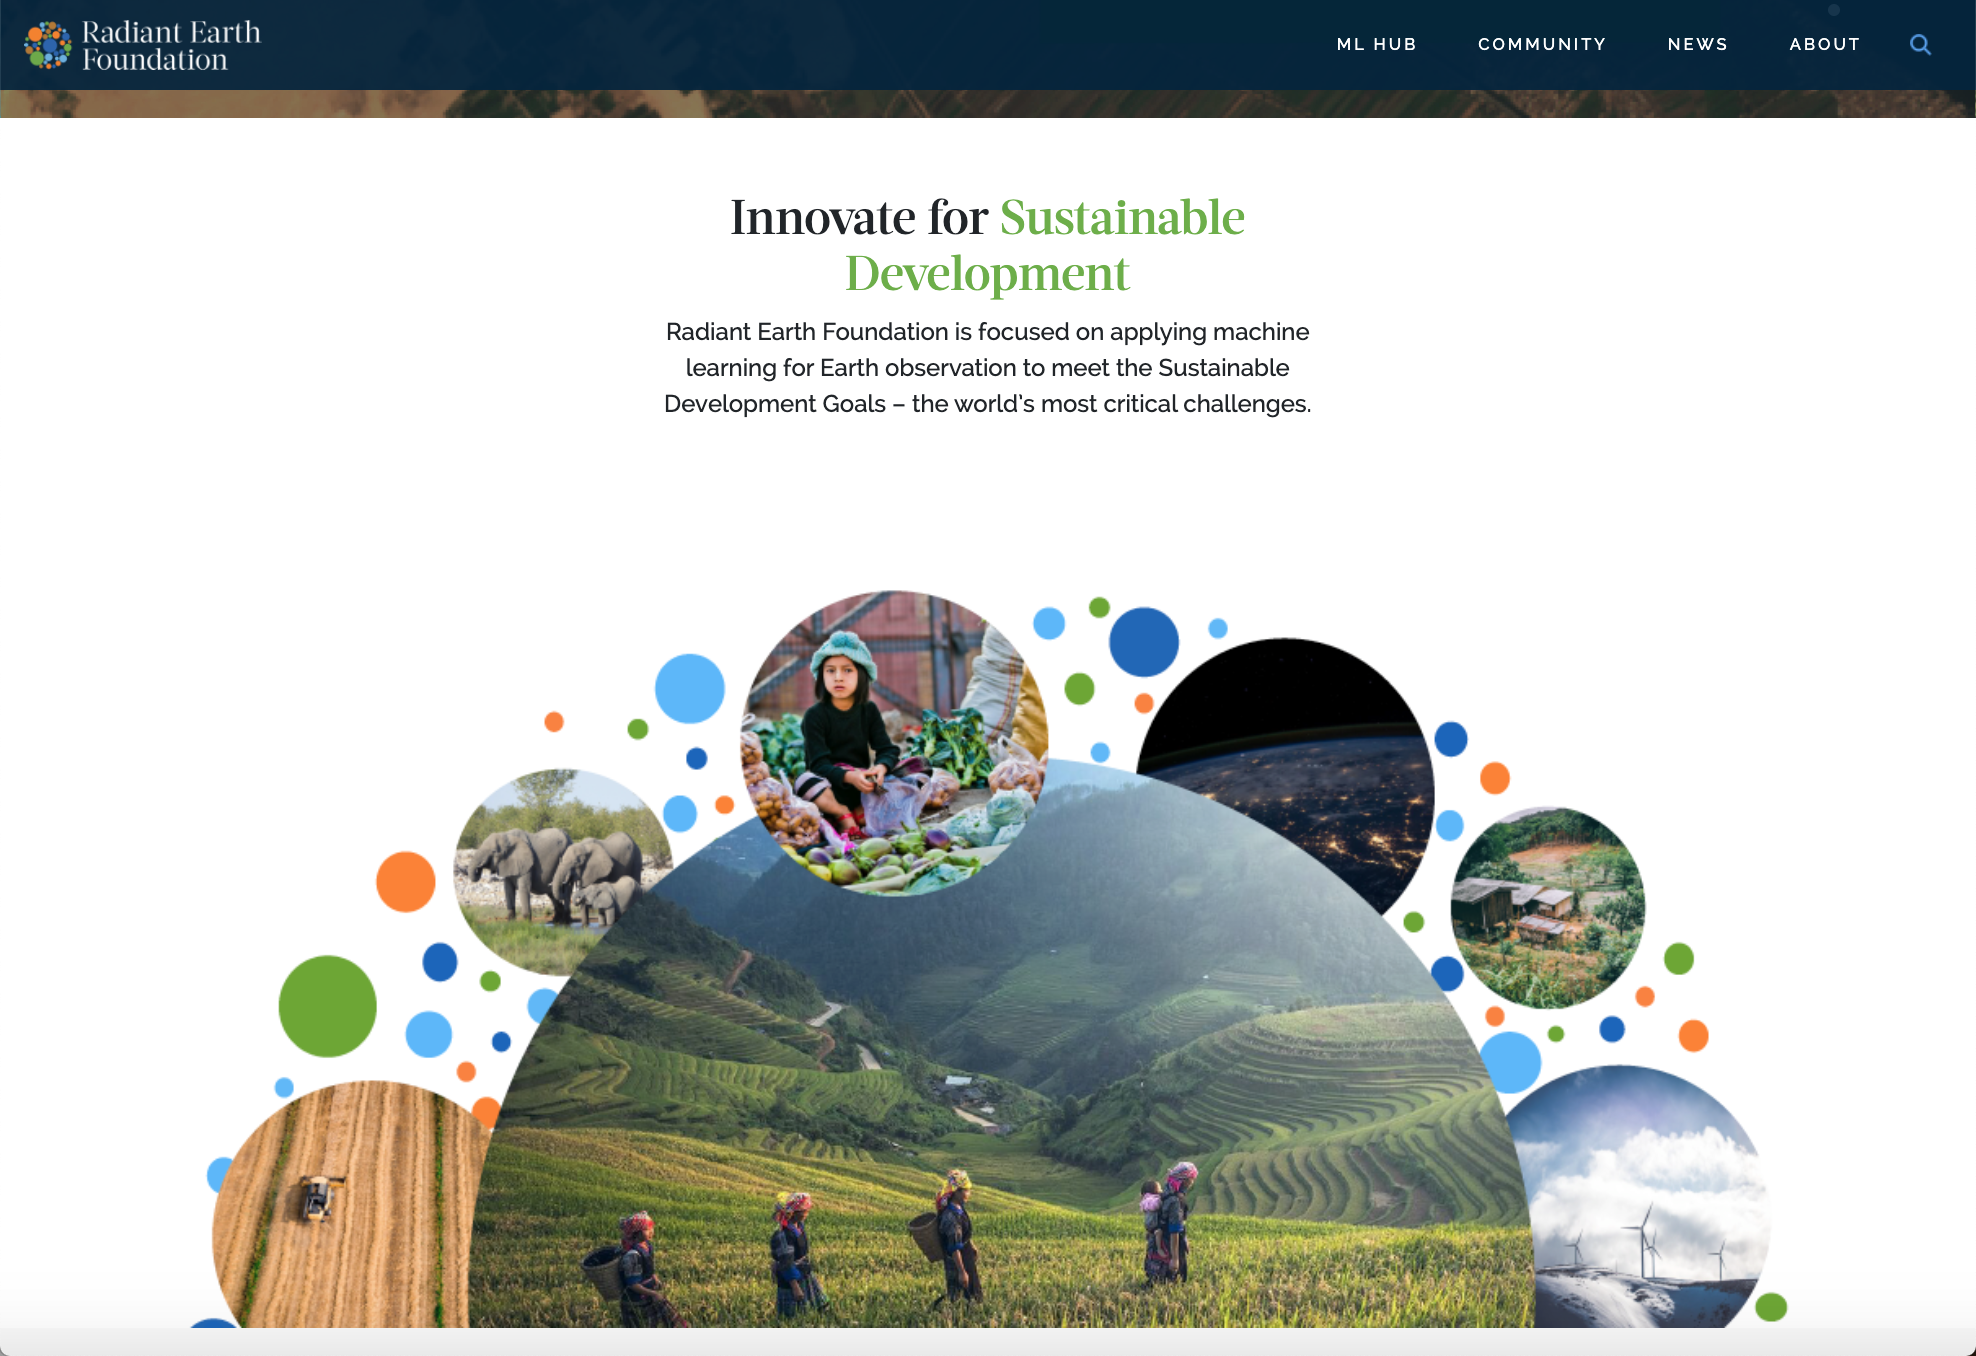 Radiant Earth
Foundation
ML HUB
COMMUNITY
NEWS
ABOUT
Innovate for Sustainable
Development
Radiant Earth Foundation is focused on applying machine
learning for Earth observation to meet the Sustainable
Development Goals – the world's most critical challenges.